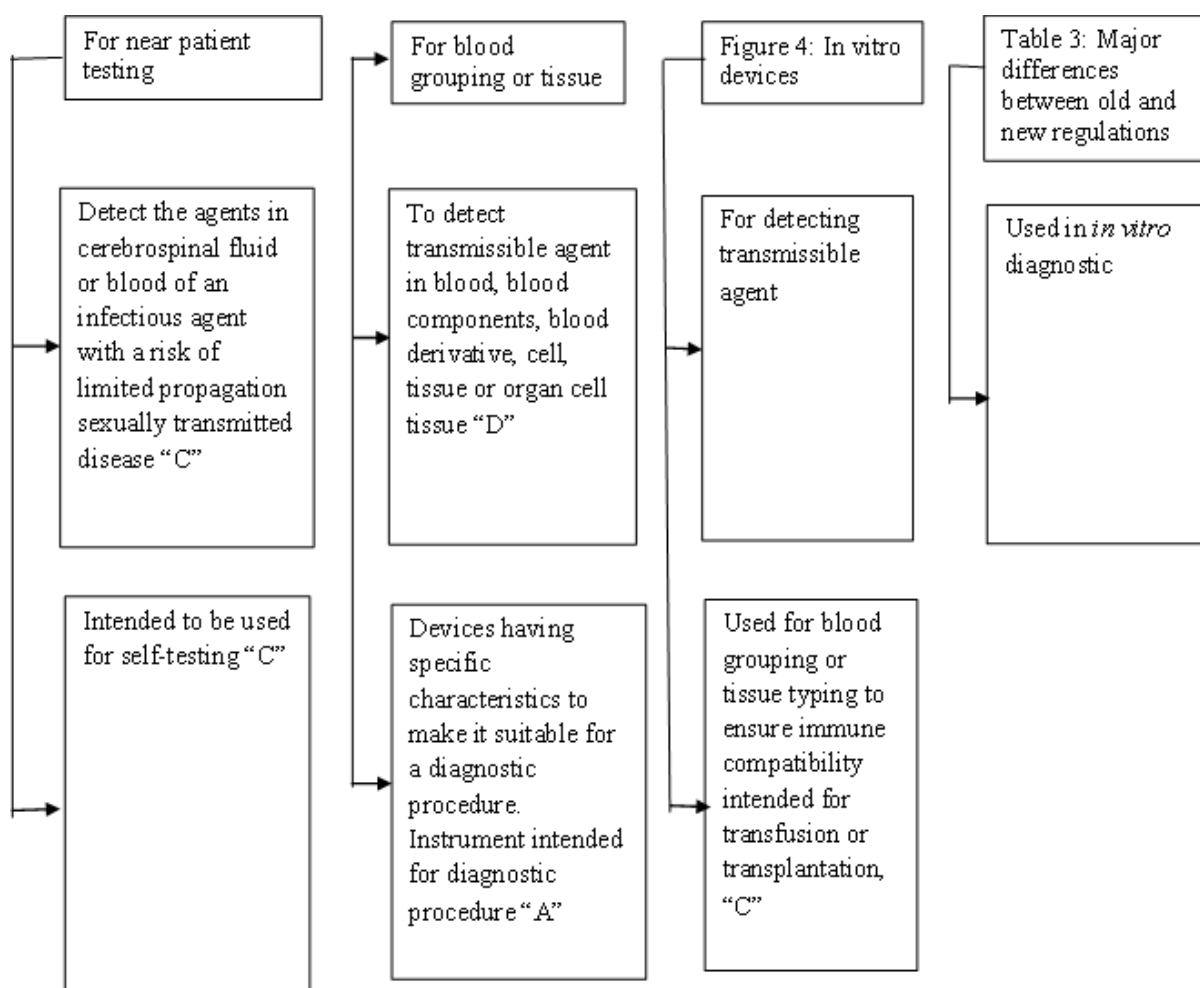 For near patient
testing
For blood
grouping or tissue
Figure 4: In vitro
devices
Table 3: Major
differences
between old and
new regulations
Detect the agents in
cerebrospinal fluid
or blood of an
infectious agent
with a risk of
limited propagation
sexually transmitted
disease “C”
To detect
transmissible agent
in blood, blood
components, blood
derivative, cell,
tissue or organ cell
tissue “D”
For detecting
transmissible
agent
Used in in vitro
diagnostic
Intended to be used
for self-testing “C”
Devices having
specific
characteristics to
make it suitable for
a diagnostic
procedure.
Instrument intended
for diagnostic
procedure “A”
Used for blood
grouping or
tissue typing to
ensure immune
compatibility
intended for
transfusion or
transplantation,
“C”